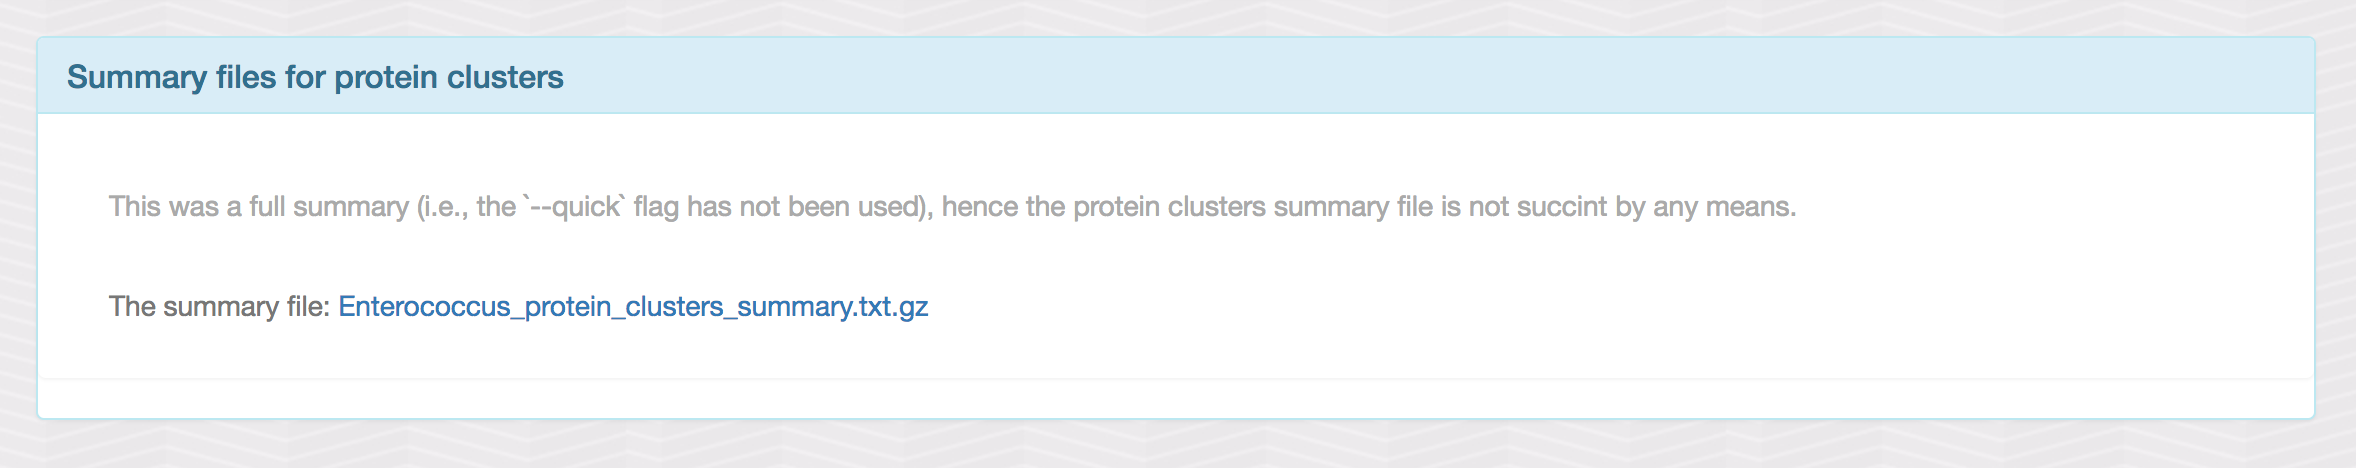 Summary files for protein clusters
This was a full summary (i.e., the `--quick` flag has not been used), hence the protein clusters summary file is not succint by any means.
The summary file: Enterococcus_protein_clusters_summary.txt.gz